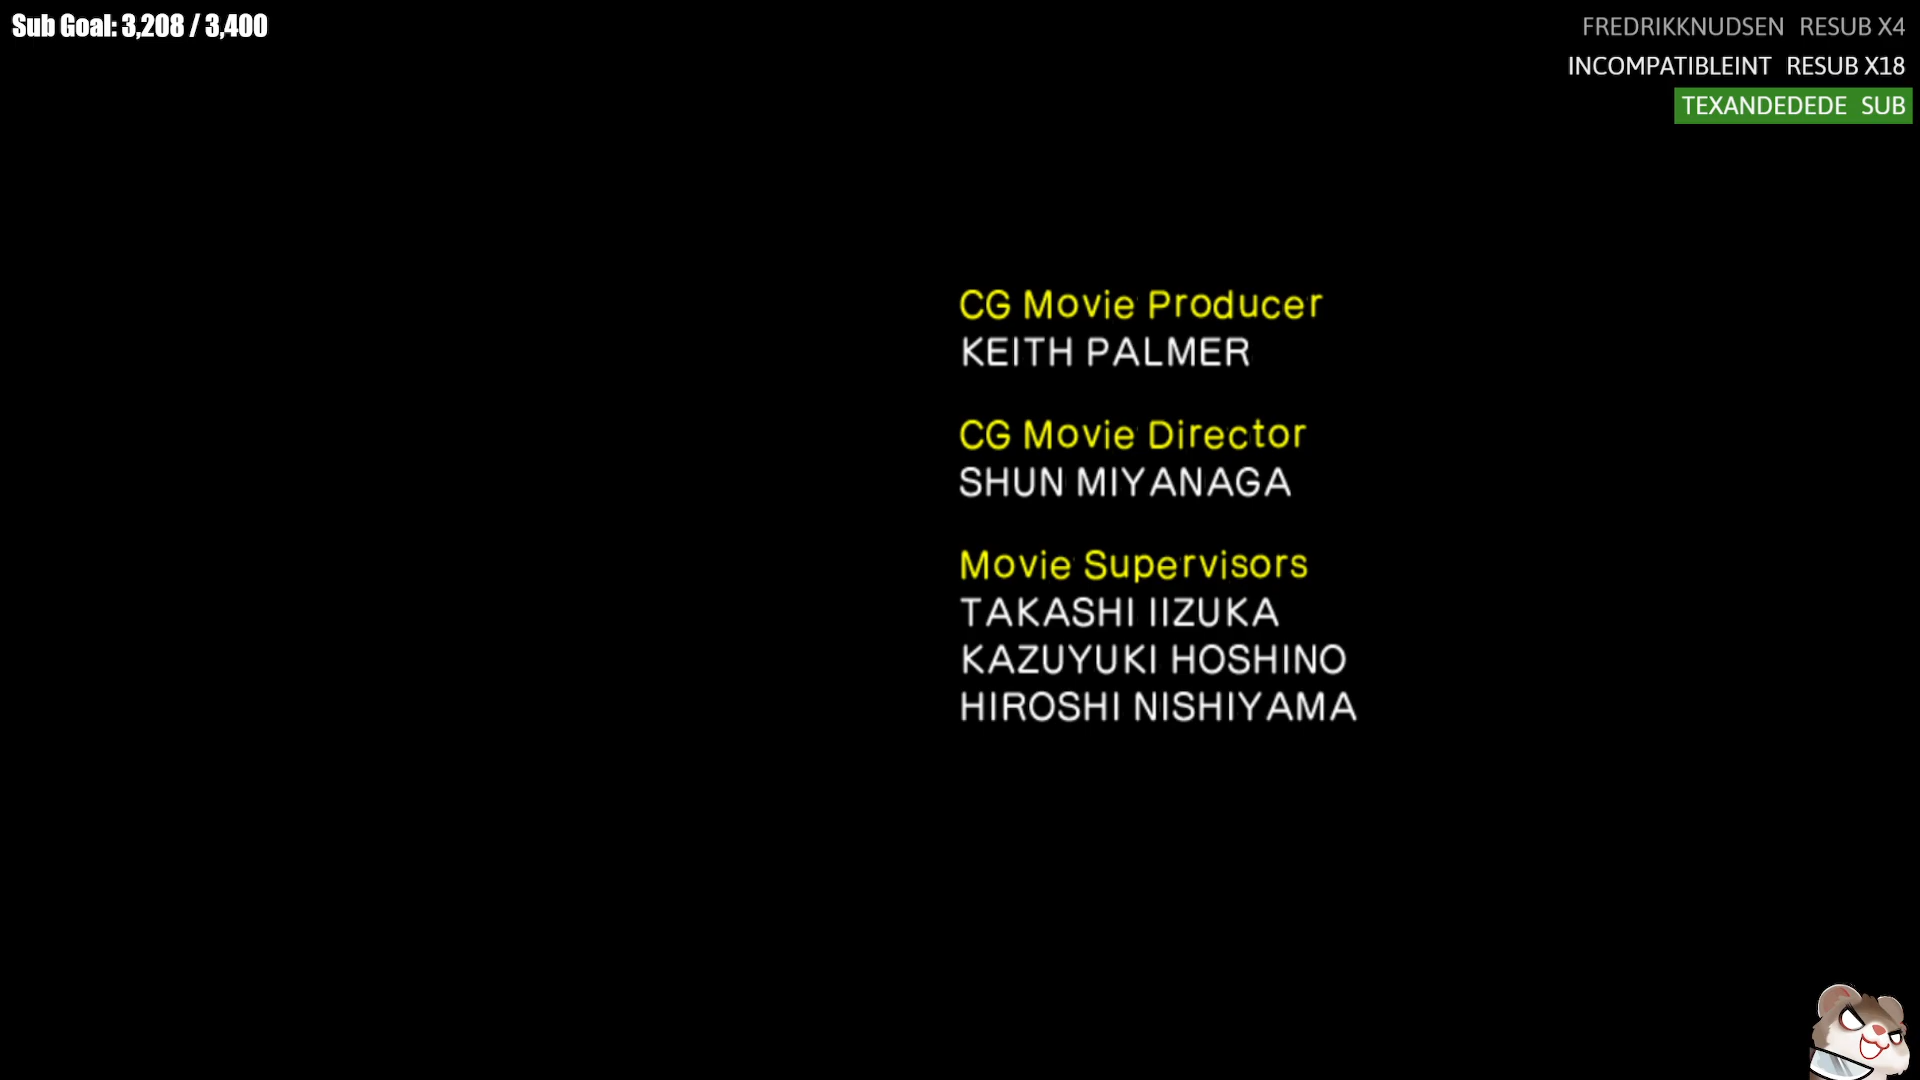 Sub Goal: 3,208 / 3,400
FREDRIKKNUDSEN RESUB X4
INCOMPATIBLEINT RESUB X18
TEXANDEDEDE SUB
CG Movie Producer
KEITH PALMER
CG Movie Director
SHUN MIYANAGA
Movie Supervisors
TAKASHI IIZUKA
KAZUYUKI HOSHINO
HIROSHI NISHIYAMA